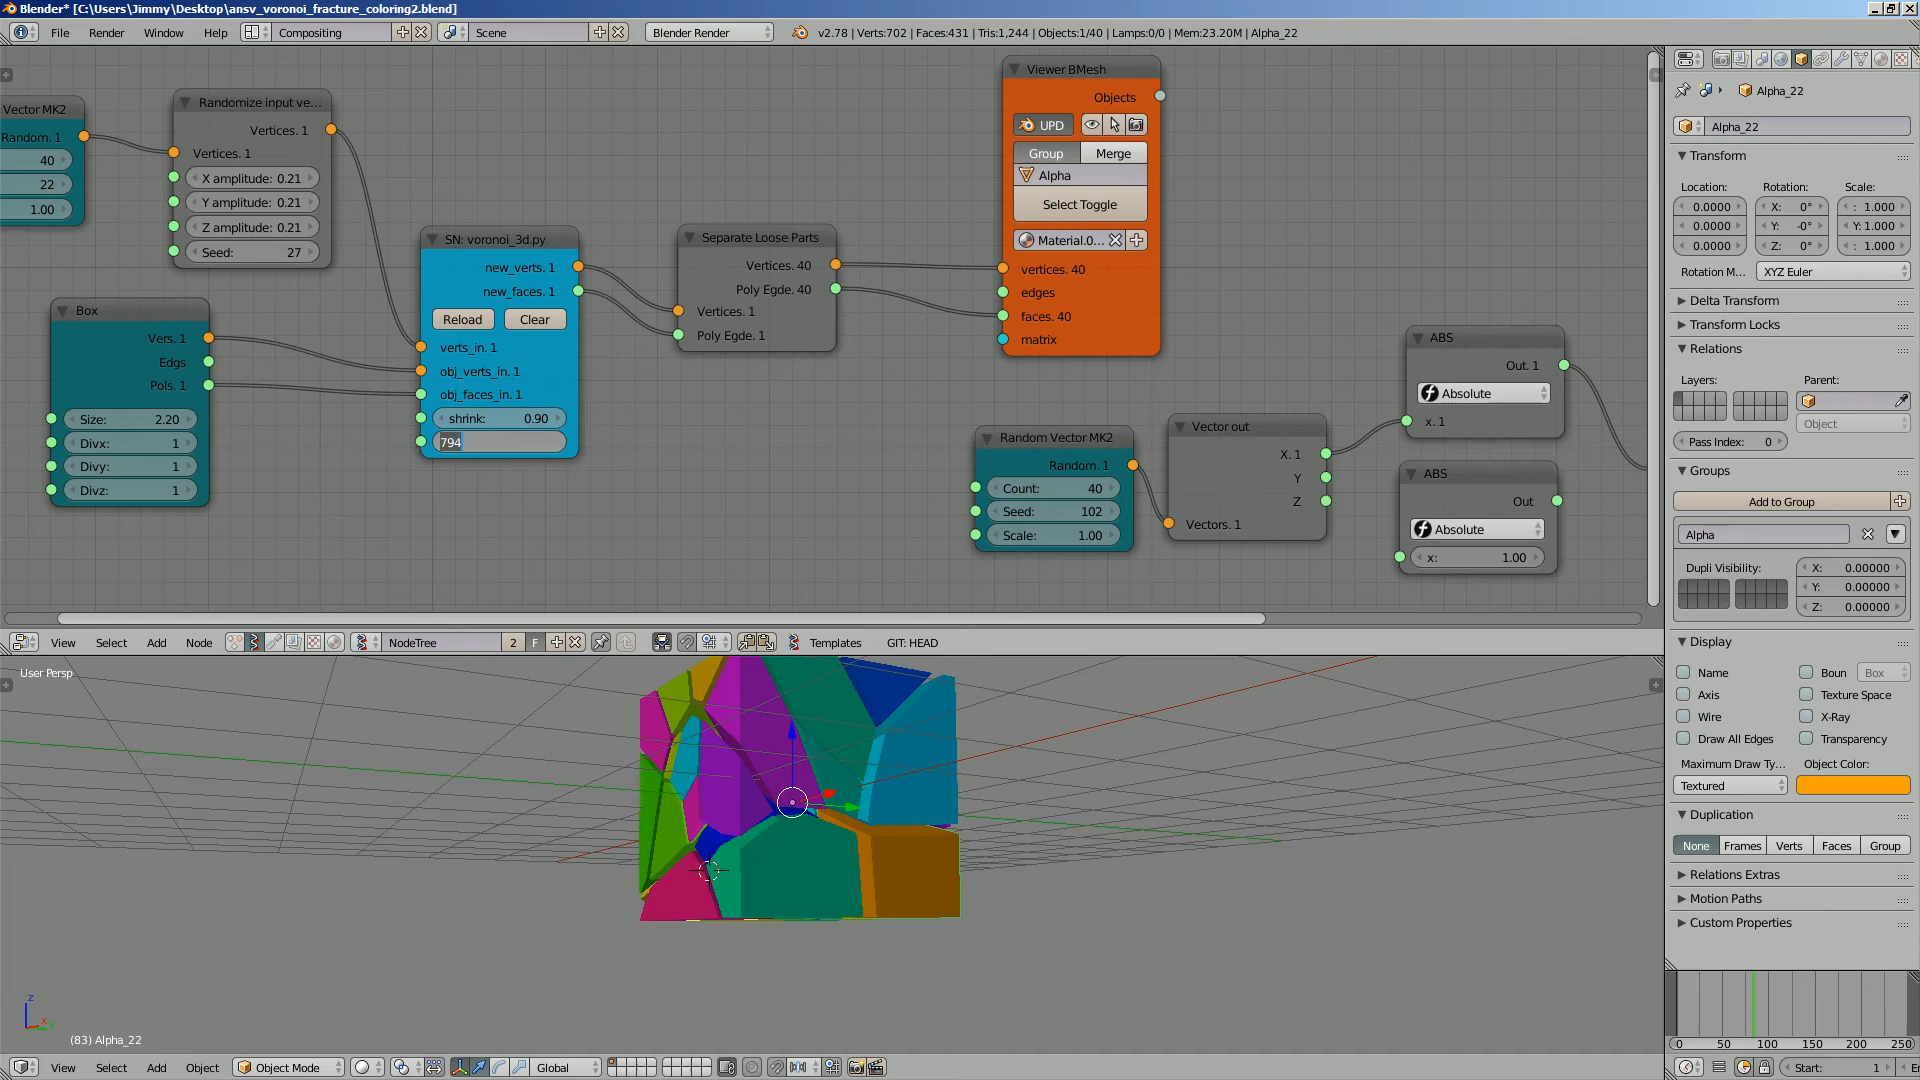 Blender* [C:\Users\Jimmy\Desktop\ansv_voronoi_fracture_coloring2.blend]
File Render Window Help Compositing Scene Blender Render v2.78 | Verts:702 | Faces:431 | Tris:1,244 | Objects:1/40 | Lamps:0/0 | Mem:23.20M | Alpha_22
Vector MK2
Random. 1
40
22
1.00
Randomize input ve...
Vertices. 1
Vertices. 1
X amplitude: 0.21
Y amplitude: 0.21
Z amplitude: 0.21
Seed: 27
Box
Vers. 1
Edgs
Pols. 1
Size: 2.20
Divx: 1
Divy: 1
Divz: 1
SN: voronoi_3d.py
new_verts. 1
new_faces. 1
Reload Clear
verts_in. 1
obj_verts_in. 1
obj_faces_in. 1
shrink: 0.90
794
Separate Loose Parts
Vertices. 40
Poly Egde. 40
Vertices. 1
Poly Egde. 1
Viewer BMesh
Objects
UPD
Group Merge
Alpha
Select Toggle
Material.0...
vertices. 40
edges
faces. 40
matrix
Random Vector MK2
Random. 1
Count: 40
Seed: 102
Scale: 1.00
Vector out
X. 1
Y
Z
Vectors. 1
ABS
Out. 1
Absolute
x. 1
ABS
Out
Absolute
x: 1.00
View Select Add Node NodeTree 2 F Templates GIT: HEAD
User Persp
z
x
y
(83) Alpha_22
View Select Add Object Object Mode Global
Alpha_22
Alpha_22
Transform
Location: Rotation: Scale:
0.0000 X: 0° : 1.000
0.0000 Y: -0° Y: 1.000
0.0000 Z: 0° : 1.000
Rotation M... XYZ Euler
Delta Transform
Transform Locks
Relations
Layers: Parent:
Object
Pass Index: 0
Groups
Add to Group
Alpha
Dupli Visibility: X: 0.00000
Y: 0.00000
Z: 0.00000
Display
Name Boun Box
Axis Texture Space
Wire X-Ray
Draw All Edges Transparency
Maximum Draw Ty... Object Color:
Textured
Duplication
None Frames Verts Faces Group
Relations Extras
Motion Paths
Custom Properties
0 50 100 150 200 250
Start: 1